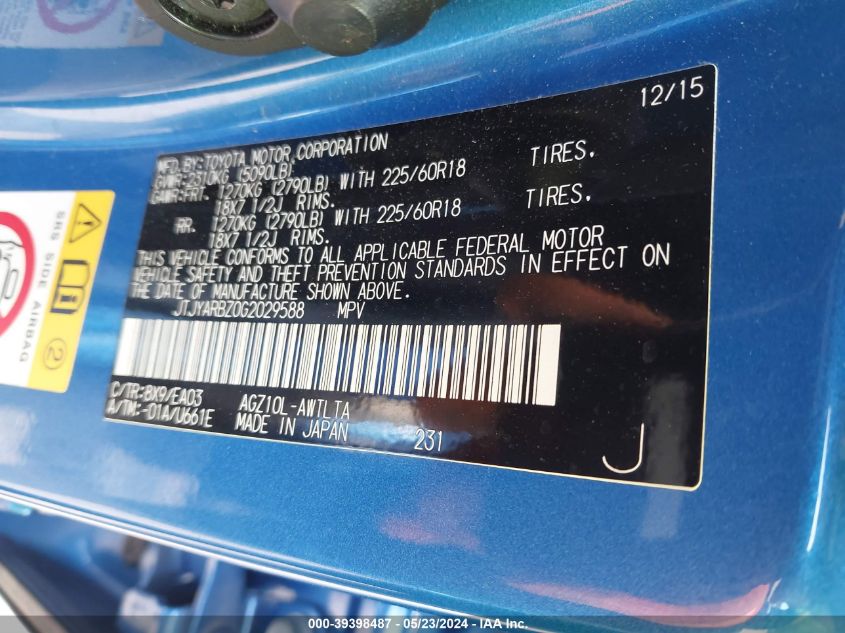 12/15
MFD BY: TOYOTA MOTOR CORPORATION
GVWR: 2310KG (5090LB)
GAWR: FRT. 1270KG (2790LB) WITH 225/60R18 TIRES.
18X7 1/2J RIMS.
RR. 1270KG (2790LB) WITH 225/60R18 TIRES.
18X7 1/2J RIMS.
THIS VEHICLE CONFORMS TO ALL APPLICABLE FEDERAL MOTOR
VEHICLE SAFETY AND THEFT PREVENTION STANDARDS IN EFFECT ON
THE DATE OF MANUFACTURE SHOWN ABOVE.
JTJYARBZ0G2029588 MPV
C/TR: 8X9/EA03 AGZ10L-AWTLTA
A/TM: -01A/U661E MADE IN JAPAN 231
J
SRS SIDE AIRBAG
2
000-39398487 - 05/23/2024 - IAA Inc.